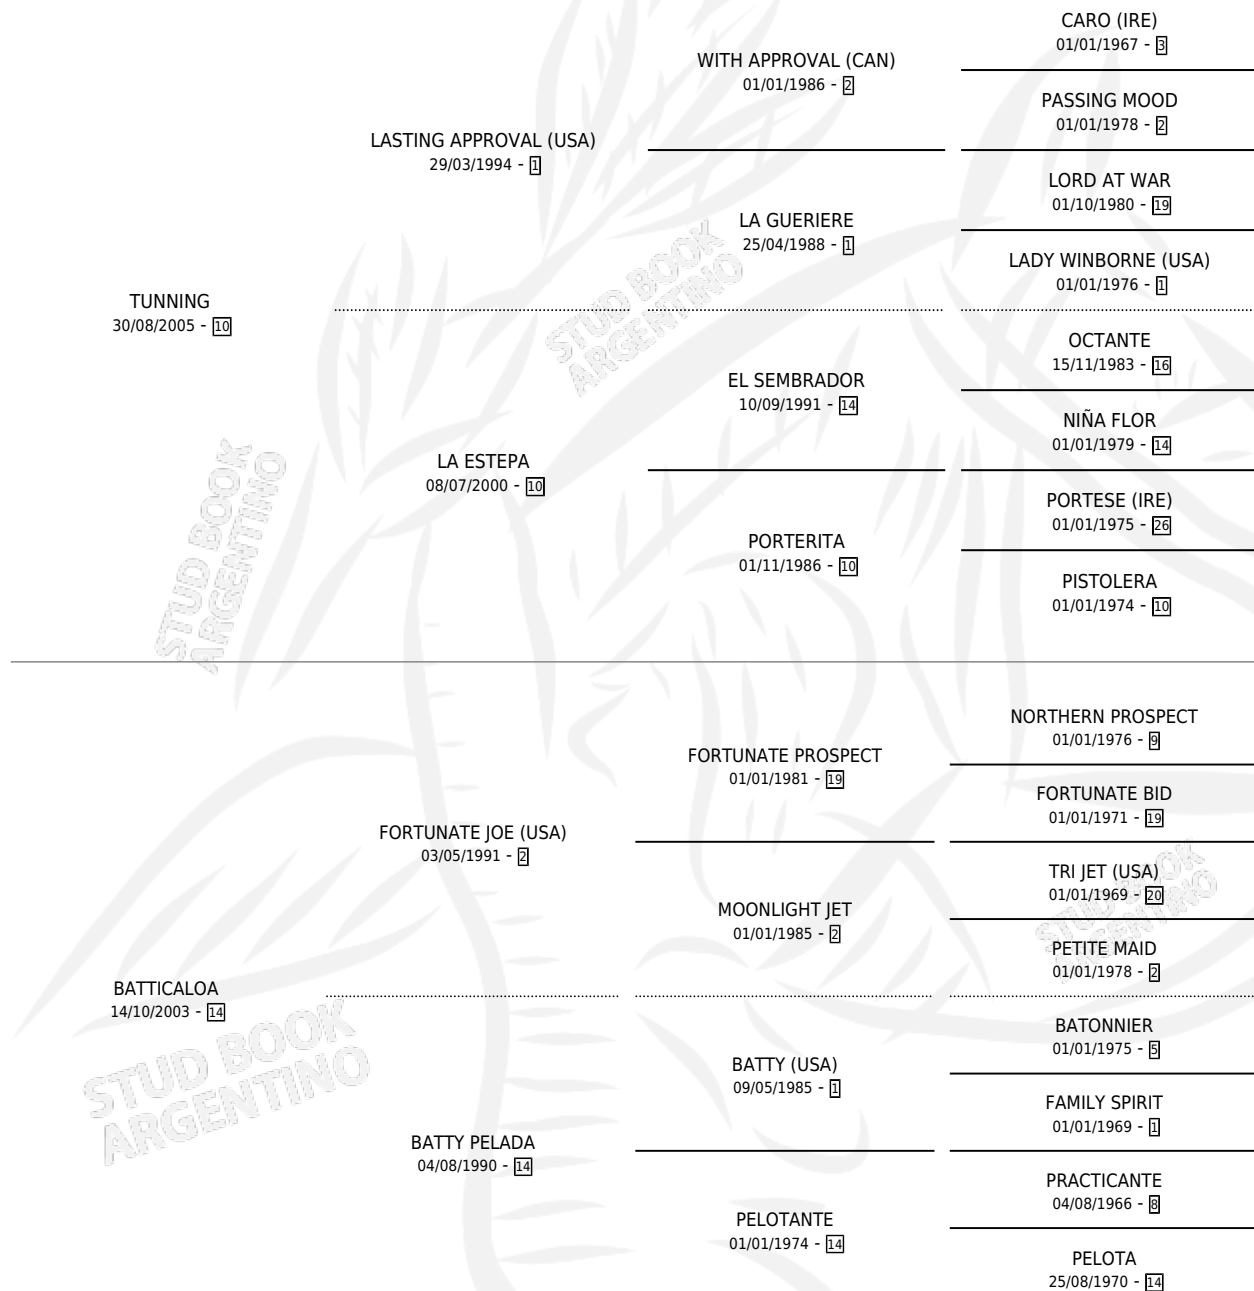 CARO (IRE)
01/01/1967 - 3
WITH APPROVAL (CAN)
01/01/1986 - 2
PASSING MOOD
01/01/1978 - 2
LASTING APPROVAL (USA)
29/03/1994 - 1
LORD AT WAR
01/10/1980 - 19
LA GUERIERE
25/04/1988 - 1
LADY WINBORNE (USA)
01/01/1976 - 1
TUNNING
30/08/2005 - 10
OCTANTE
15/11/1983 - 16
EL SEMBRADOR
10/09/1991 - 14
NIÑA FLOR
01/01/1979 - 14
LA ESTEPA
08/07/2000 - 10
PORTESE (IRE)
01/01/1975 - 26
PORTERITA
01/11/1986 - 10
PISTOLERA
01/01/1974 - 10
NORTHERN PROSPECT
01/01/1976 - 9
FORTUNATE PROSPECT
01/01/1981 - 19
FORTUNATE BID
01/01/1971 - 19
FORTUNATE JOE (USA)
03/05/1991 - 2
TRI JET (USA)
01/01/1969 - 20
MOONLIGHT JET
01/01/1985 - 2
PETITE MAID
01/01/1978 - 2
BATTICALOA
14/10/2003 - 14
BATONNIER
01/01/1975 - 5
BATTY (USA)
09/05/1985 - 1
FAMILY SPIRIT
01/01/1969 - 1
BATTY PELADA
04/08/1990 - 14
PRACTICANTE
04/08/1966 - 8
PELOTANTE
01/01/1974 - 14
PELOTA
25/08/1970 - 14
STUD BOOK
ARGENTINO
STUD BOOK
ARGENTINO
STUD BOOK
ARGENTINO
STUD BOOK
ARGENTINO